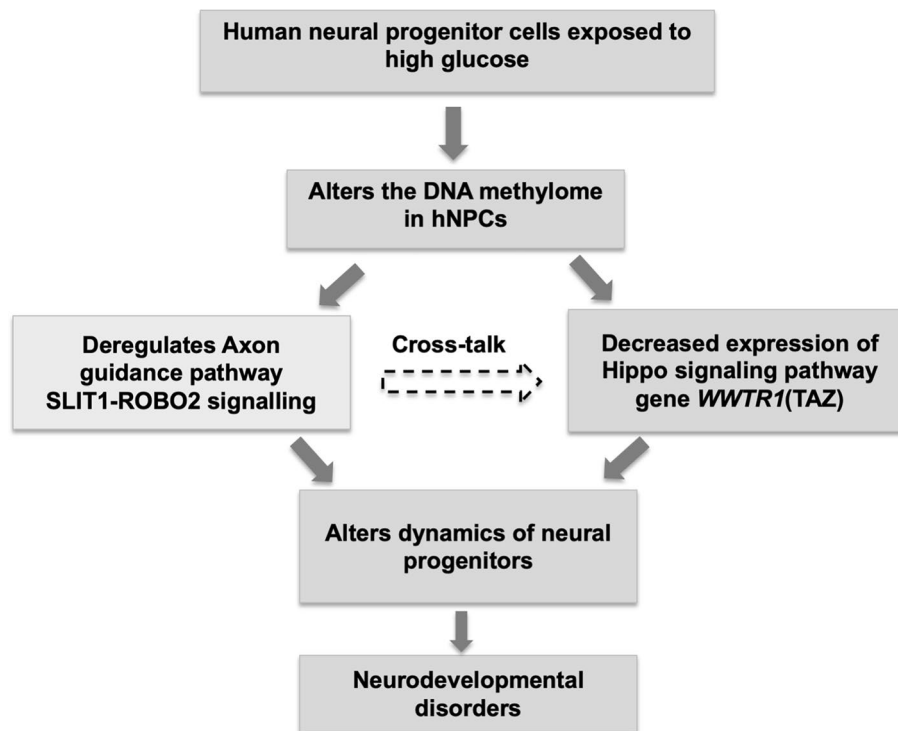 Human neural progenitor cells exposed to
high glucose
Alters the DNA methylome
in hNPCs
Deregulates Axon
guidance pathway
SLIT1-ROBO2 signalling
Cross-talk
Decreased expression of
Hippo signaling pathway
gene WWTR1(TAZ)
Alters dynamics of neural
progenitors
Neurodevelopmental
disorders